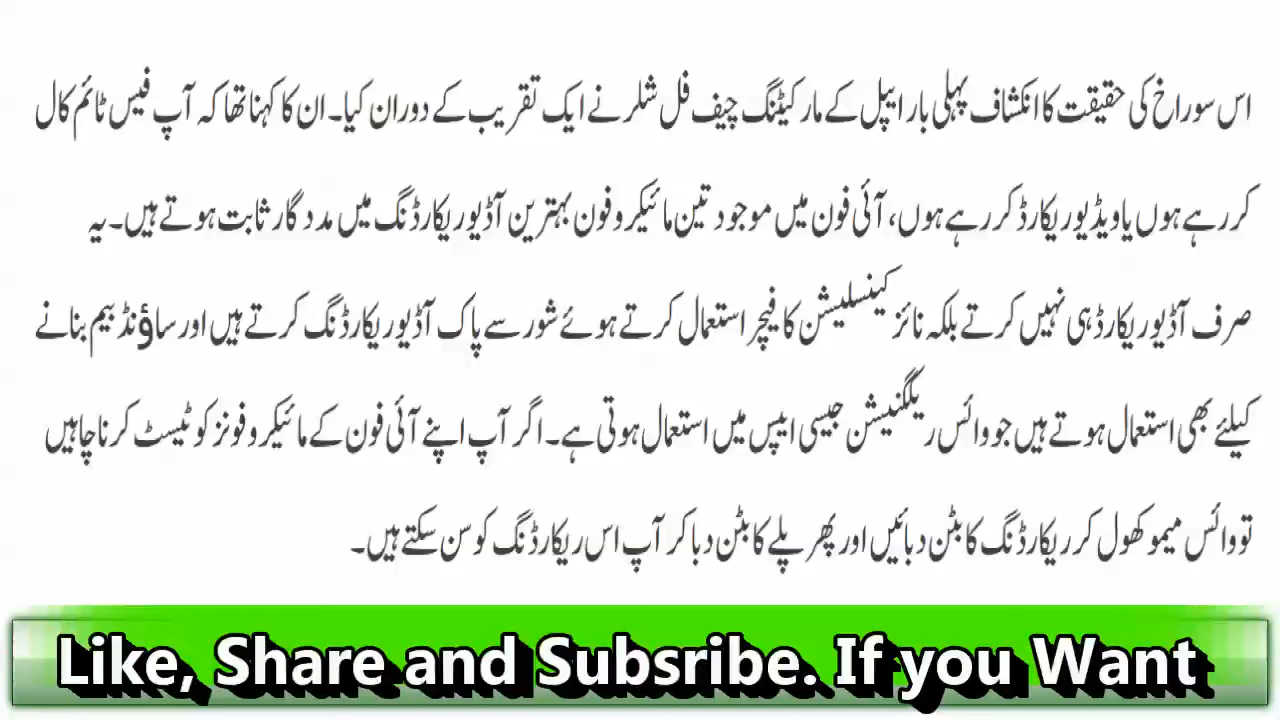 اس سوراخ کی حقیقت کا انکشاف پہلی بار ایپل کے مارکیٹنگ چیف فل شلر نے ایک تقریب کے دوران کیا۔ ان کا کہنا تھا کہ آپ فیس ٹائم کال
کر رہے ہوں یا ویڈیو ریکارڈ کر رہے ہوں، آئی فون میں موجود تین مائیکروفون بہترین آڈیو ریکارڈنگ میں مددگار ثابت ہوتے ہیں۔ یہ
صرف آڈیو ریکارڈ ہی نہیں کرتے بلکہ نائز کینسلیشن کا فیچر استعمال کرتے ہوئے شور سے پاک آڈیو ریکارڈنگ کرتے ہیں اور ساؤنڈ بیم بنانے
کیلئے بھی استعمال ہوتے ہیں جو وائس ریگنیشن جیسی ایپس میں استعمال ہوتی ہے۔ اگر آپ اپنے آئی فون کے مائیکروفونز کو ٹیسٹ کرنا چاہیں
تو وائس میمو کھول کر ریکارڈنگ کا بٹن دبائیں اور پھر پلے کا بٹن دبا کر آپ اس ریکارڈنگ کو سن سکتے ہیں۔
Like, Share and Subsribe. If you Want